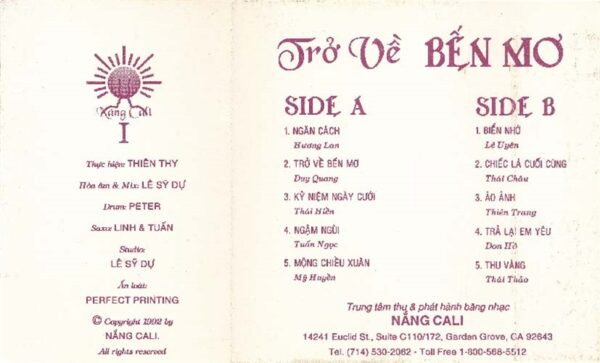 Nắng Cali
I
Thực hiện: THIÊN THY
Hòa âm & Mix: LÊ SỸ DỰ
Drum: PETER
Saxo: LINH & TUẤN
Studio:
LÊ SỸ DỰ
Ấn loát:
PERFECT PRINTING
© Copyright 1992 by
NẮNG CALI.
All rights reserved
Trở Về BẾN MƠ
SIDE A
1. NGĂN CÁCH
Hương Lan
2. TRỞ VỀ BẾN MƠ
Duy Quang
3. KỶ NIỆM NGÀY CƯỚI
Thái Hiền
4. NGẬM NGÙI
Tuấn Ngọc
5. MỘNG CHIỀU XUÂN
Mỹ Huyền
SIDE B
1. BIỂN NHỚ
Lê Uyên
2. CHIẾC LÁ CUỐI CÙNG
Thái Châu
3. ẢO ẢNH
Thiên Trang
4. TRẢ LẠI EM YÊU
Don Hồ
5. THU VÀNG
Thái Thảo
Trung tâm thu & phát hành băng nhạc
NẮNG CALI
14241 Euclid St., Suite C110/172, Garden Grove, CA 92643
Tel. (714) 530-2062 - Toll Free 1-800-568-5512